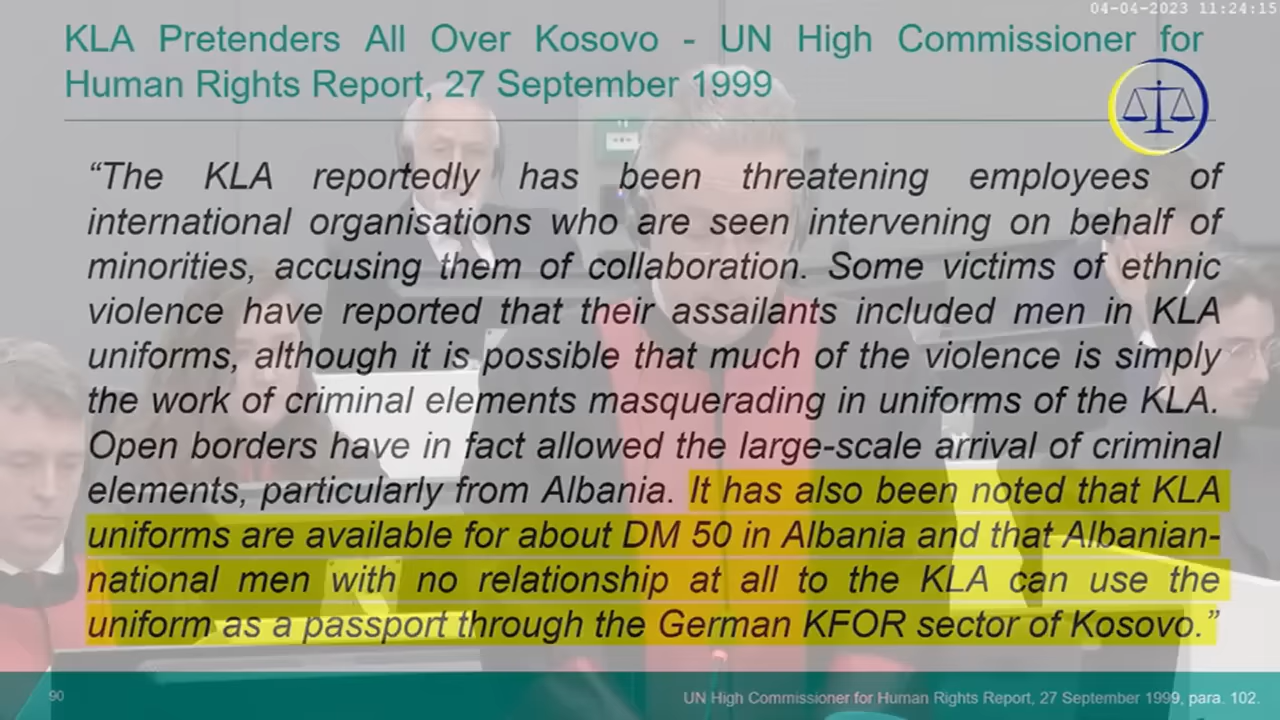 04-04-2023 11:24:15
KLA Pretenders All Over Kosovo - UN High Commissioner for
Human Rights Report, 27 September 1999
“The KLA reportedly has been threatening employees of
international organisations who are seen intervening on behalf of
minorities, accusing them of collaboration. Some victims of ethnic
violence have reported that their assailants included men in KLA
uniforms, although it is possible that much of the violence is simply
the work of criminal elements masquerading in uniforms of the KLA.
Open borders have in fact allowed the large-scale arrival of criminal
elements, particularly from Albania. It has also been noted that KLA
uniforms are available for about DM 50 in Albania and that Albanian-
national men with no relationship at all to the KLA can use the
uniform as a passport through the German KFOR sector of Kosovo.”
90
UN High Commissioner for Human Rights Report, 27 September 1999, para. 102.